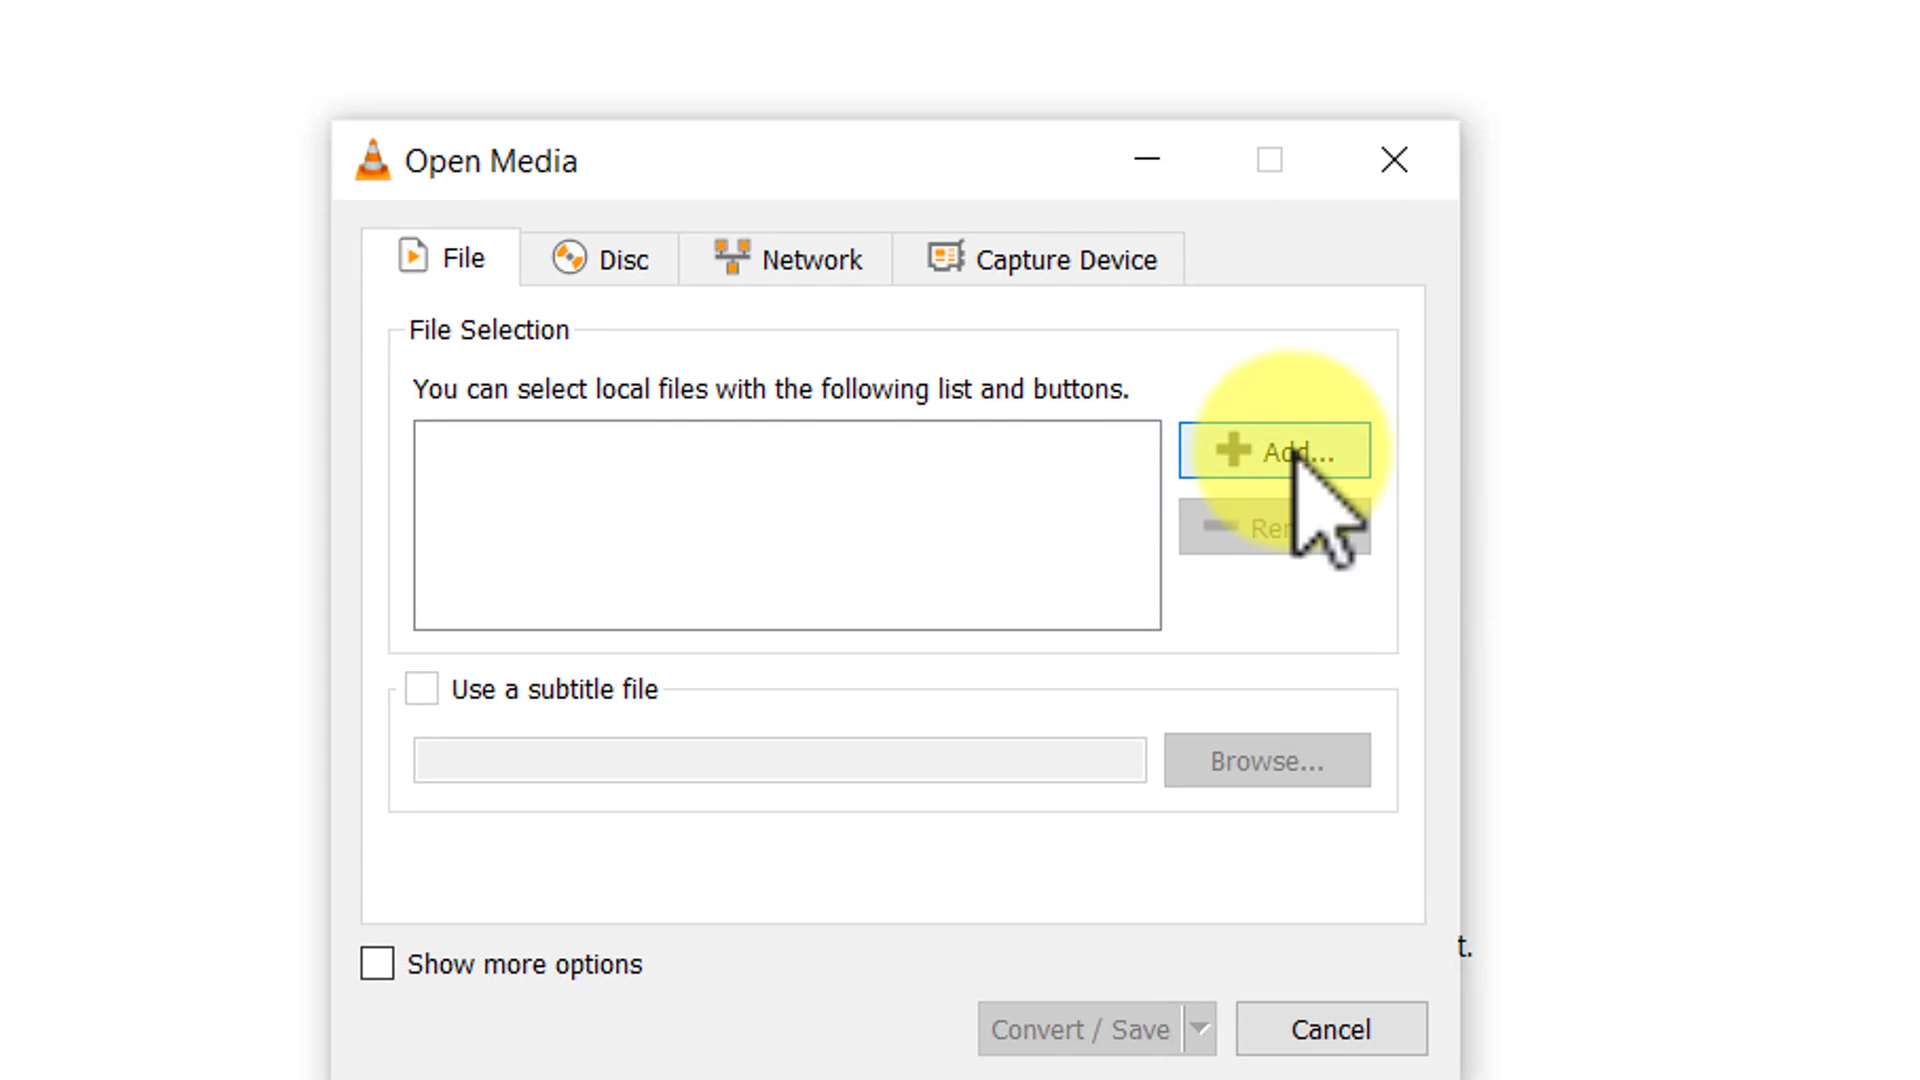 Open Media
File
Disc
Network
Capture Device
File Selection
You can select local files with the following list and buttons.
Add...
Use a subtitle file
Browse...
t.
Show more options
Convert / Save
Cancel